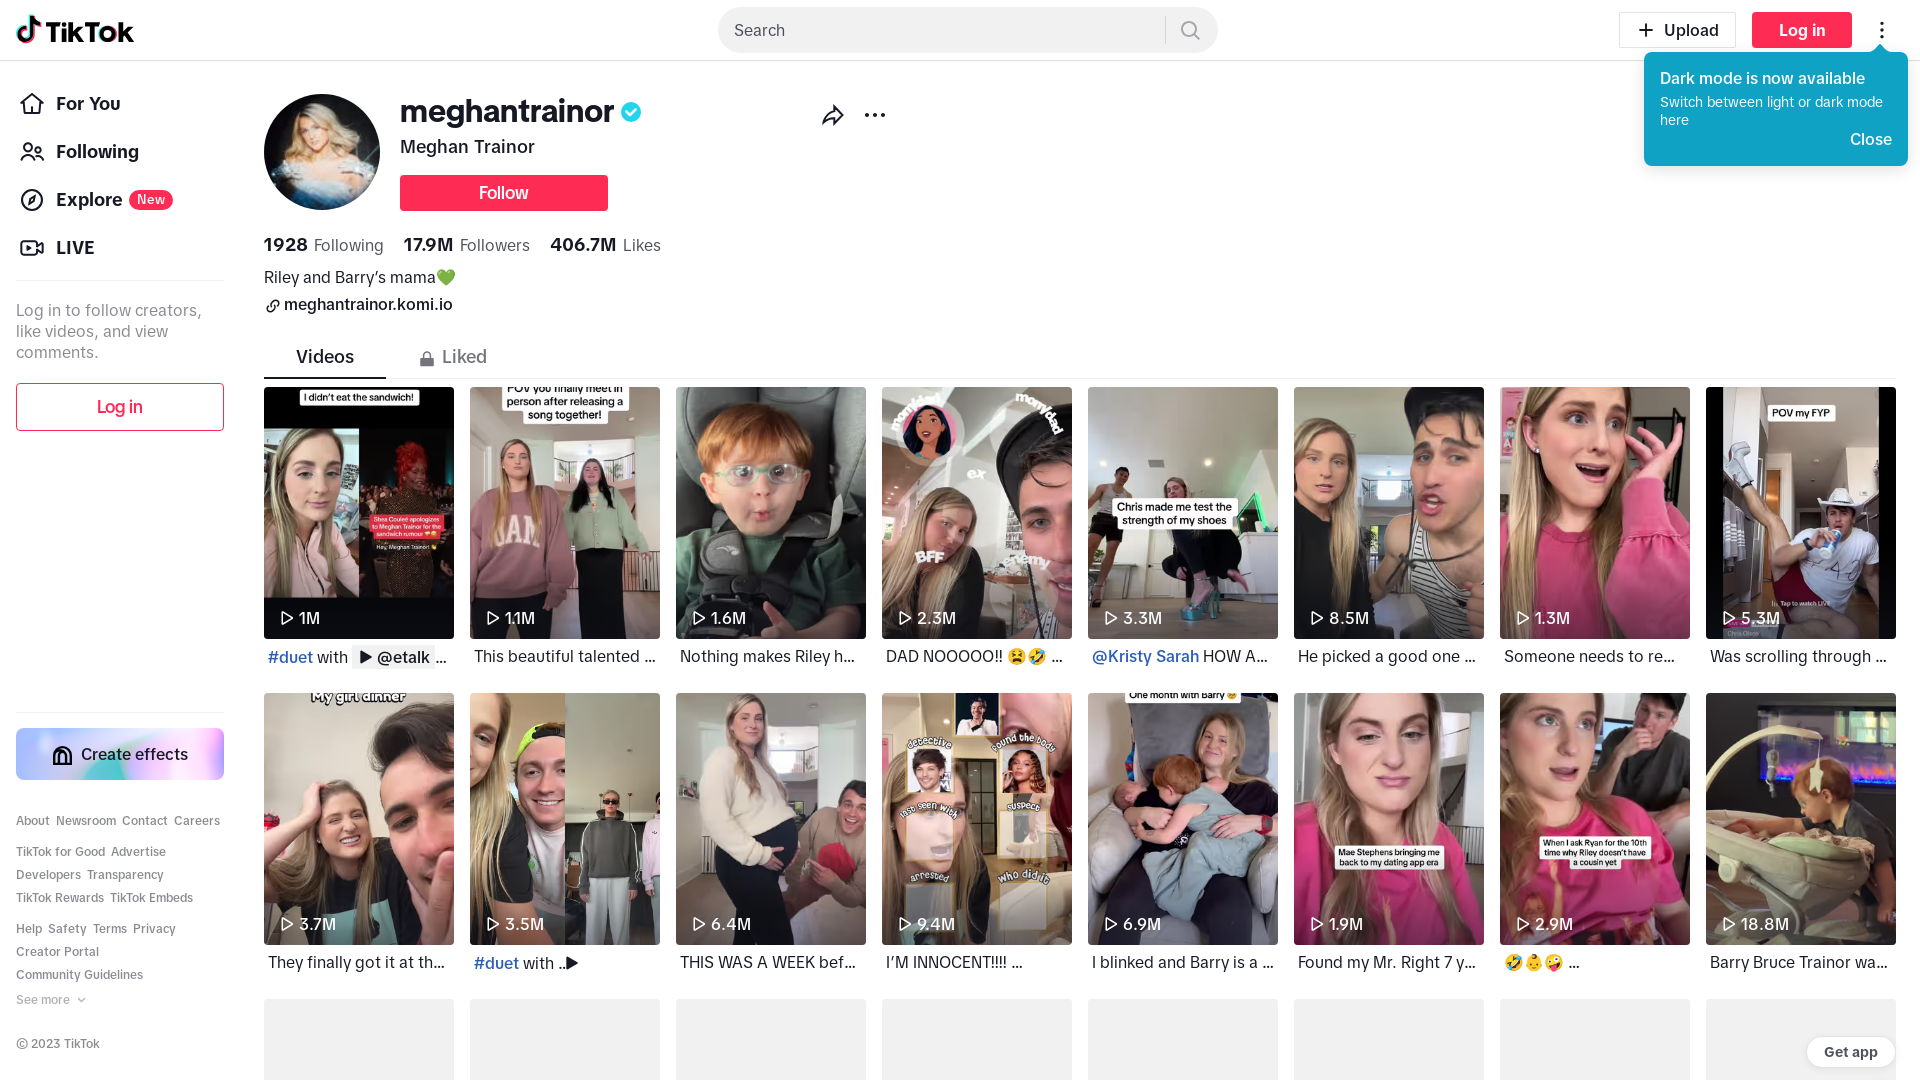 TikTok
Search
Upload
Log in
Dark mode is now available
Switch between light or dark mode
here
Close
For You
Following
Explore New
LIVE
Log in to follow creators,
like videos, and view
comments.
Log in
Create effects
About Newsroom Contact Careers
TikTok for Good Advertise
Developers Transparency
TikTok Rewards TikTok Embeds
Help Safety Terms Privacy
Creator Portal
Community Guidelines
See more
© 2023 TikTok
meghantrainor
Meghan Trainor
Follow
1928 Following 17.9M Followers 406.7M Likes
Riley and Barry’s mama💚
meghantrainor.komi.io
Videos
Liked
I didn't eat the sandwich!
Shea Couleé apologizes
to Meghan Trainor for the
sandwich rumour
Hey, Meghan Trainor!
1M
#duet with @etalk ...
POV you finally meet in
person after releasing a
song together!
1.1M
This beautiful talented ...
1.6M
Nothing makes Riley h...
mom/dad
mom/dad
ex
BFF
enemy
2.3M
DAD NOOOOO!! 😫🤣 ...
Chris made me test the
strength of my shoes
3.3M
@Kristy Sarah HOW A...
8.5M
He picked a good one ...
1.3M
Someone needs to re...
POV my FYP
Tap to watch LIVE
Chris Olsen
5.3M
Was scrolling through ...
My girl dinner
3.7M
They finally got it at th...
3.5M
#duet with ...
6.4M
THIS WAS A WEEK bef...
detective
found the body
last seen with
suspect
arrested
who did it
9.4M
I’M INNOCENT!!!! ...
One month with Barry
6.9M
I blinked and Barry is a ...
Mae Stephens bringing me
back to my dating app era
1.9M
Found my Mr. Right 7 y...
When I ask Ryan for the 10th
time why Riley doesn't have
a cousin yet
2.9M
🤣👶🤪 ...
18.8M
Barry Bruce Trainor wa...
Get app